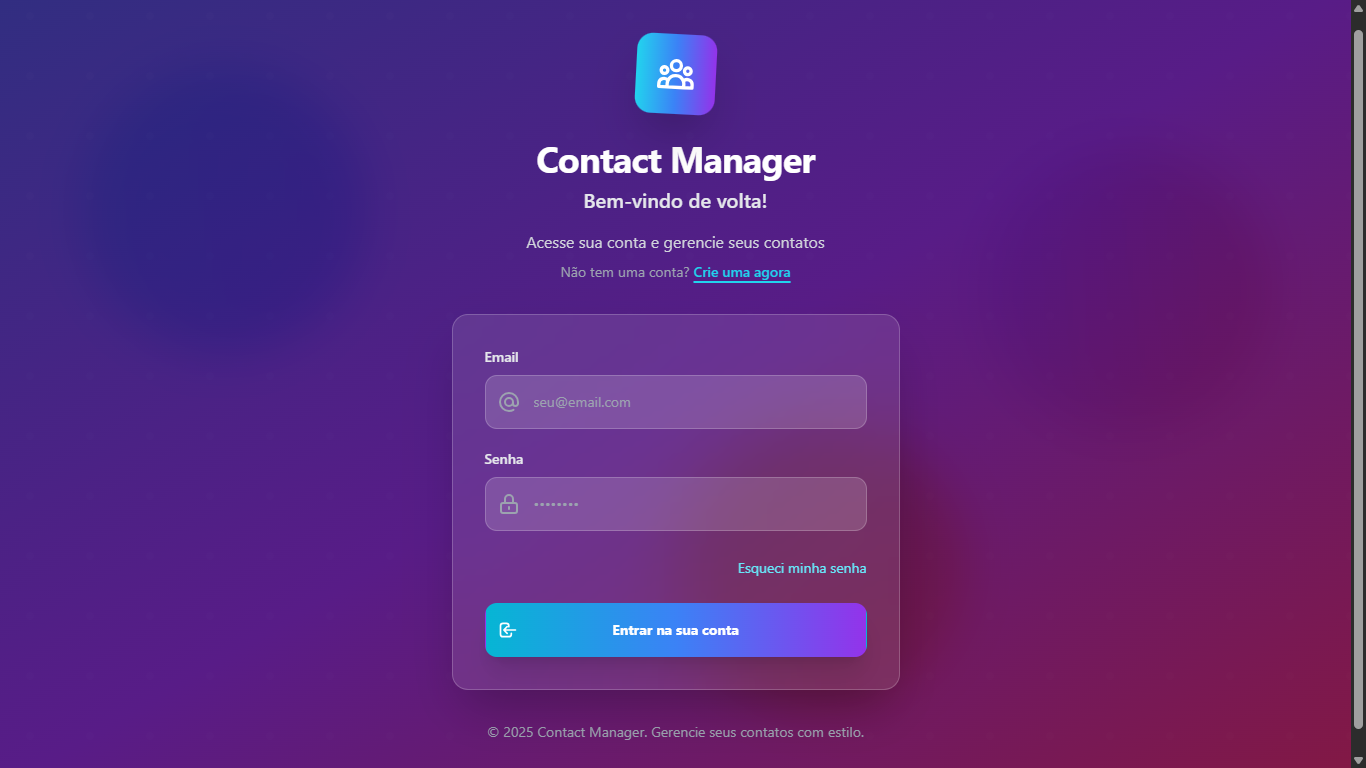 Contact Manager
Bem-vindo de volta!
Acesse sua conta e gerencie seus contatos
Não tem uma conta? Crie uma agora
Email
seu@email.com
Senha
••••••••
Esqueci minha senha
Entrar na sua conta
© 2025 Contact Manager. Gerencie seus contatos com estilo.